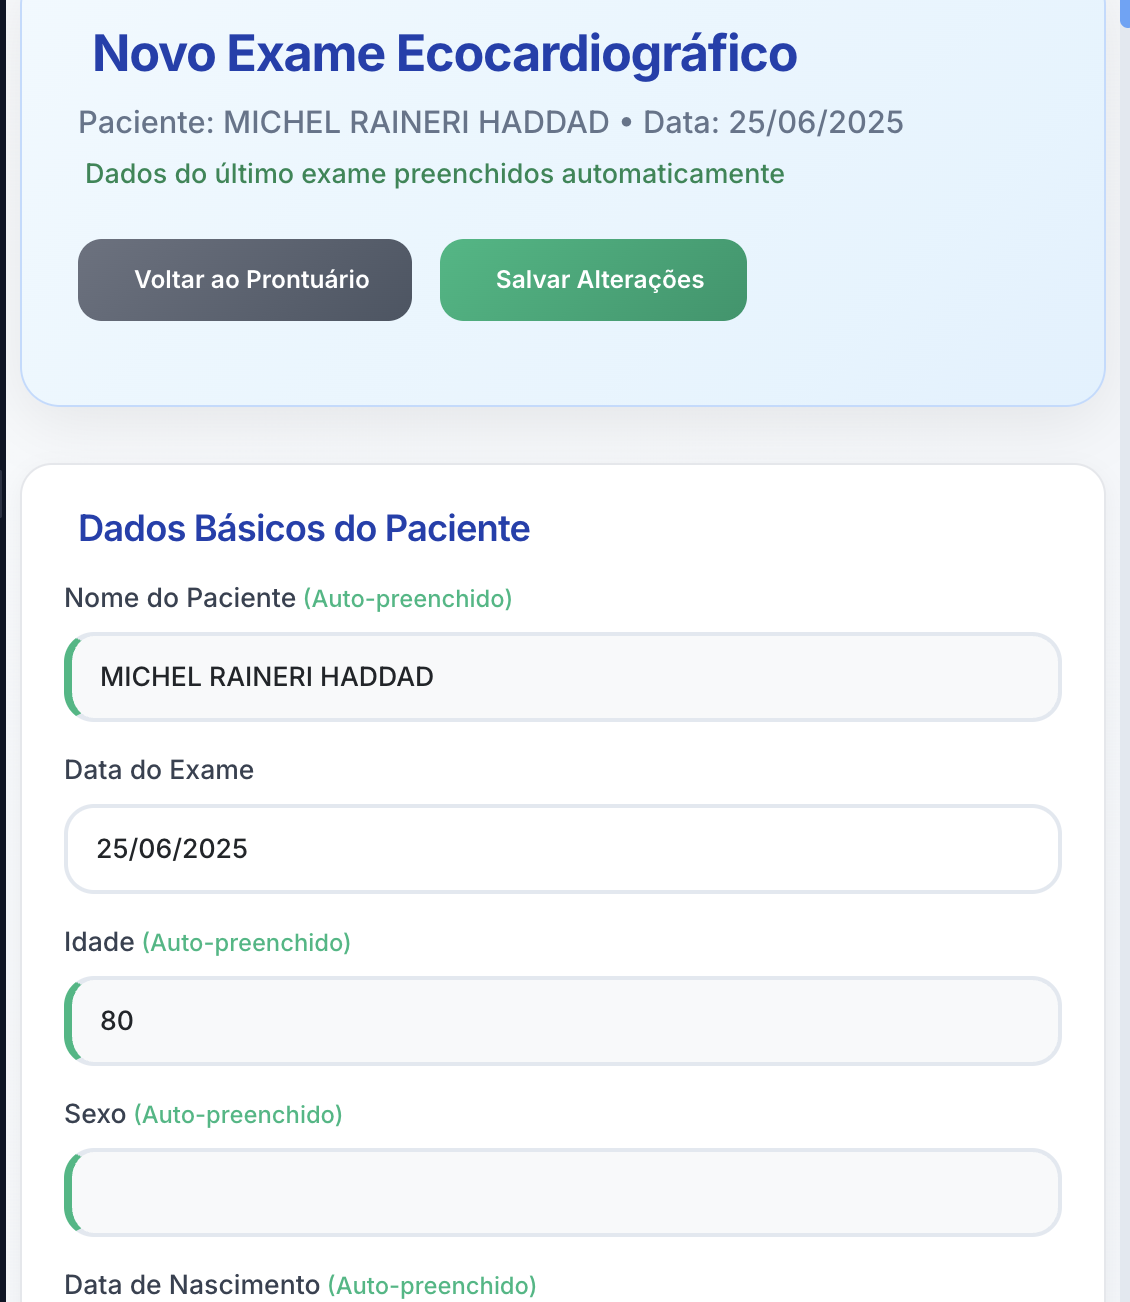 Novo Exame Ecocardiográfico
Paciente: MICHEL RAINERI HADDAD • Data: 25/06/2025
Dados do último exame preenchidos automaticamente
Voltar ao Prontuário
Salvar Alterações
Dados Básicos do Paciente
Nome do Paciente (Auto-preenchido)
MICHEL RAINERI HADDAD
Data do Exame
25/06/2025
Idade (Auto-preenchido)
80
Sexo (Auto-preenchido)
Data de Nascimento (Auto-preenchido)